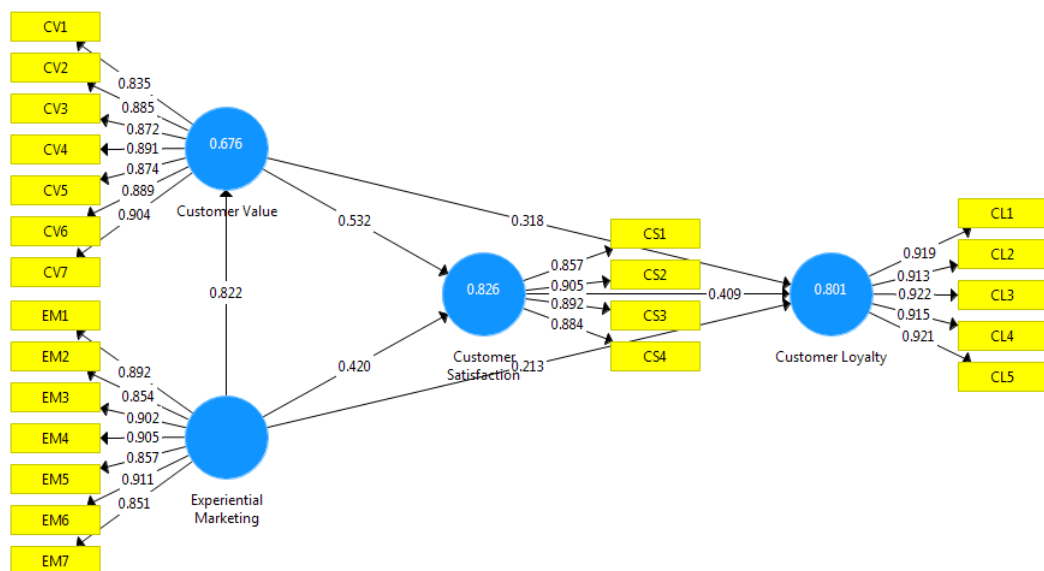 CV1
CV2
CV3
CV4
CV5
CV6
CV7
0.835
0.885
0.872
0.891
0.874
0.889
0.904
0.676
Customer Value
0.822
0.532
0.318
0.420
0.213
EM1
EM2
EM3
EM4
EM5
EM6
EM7
0.892
0.854
0.902
0.905
0.857
0.911
0.851
Experiential
Marketing
0.826
Customer
Satisfaction
0.857
0.905
0.892
0.884
CS1
CS2
CS3
CS4
0.409
0.801
Customer Loyalty
0.919
0.913
0.922
0.915
0.921
CL1
CL2
CL3
CL4
CL5